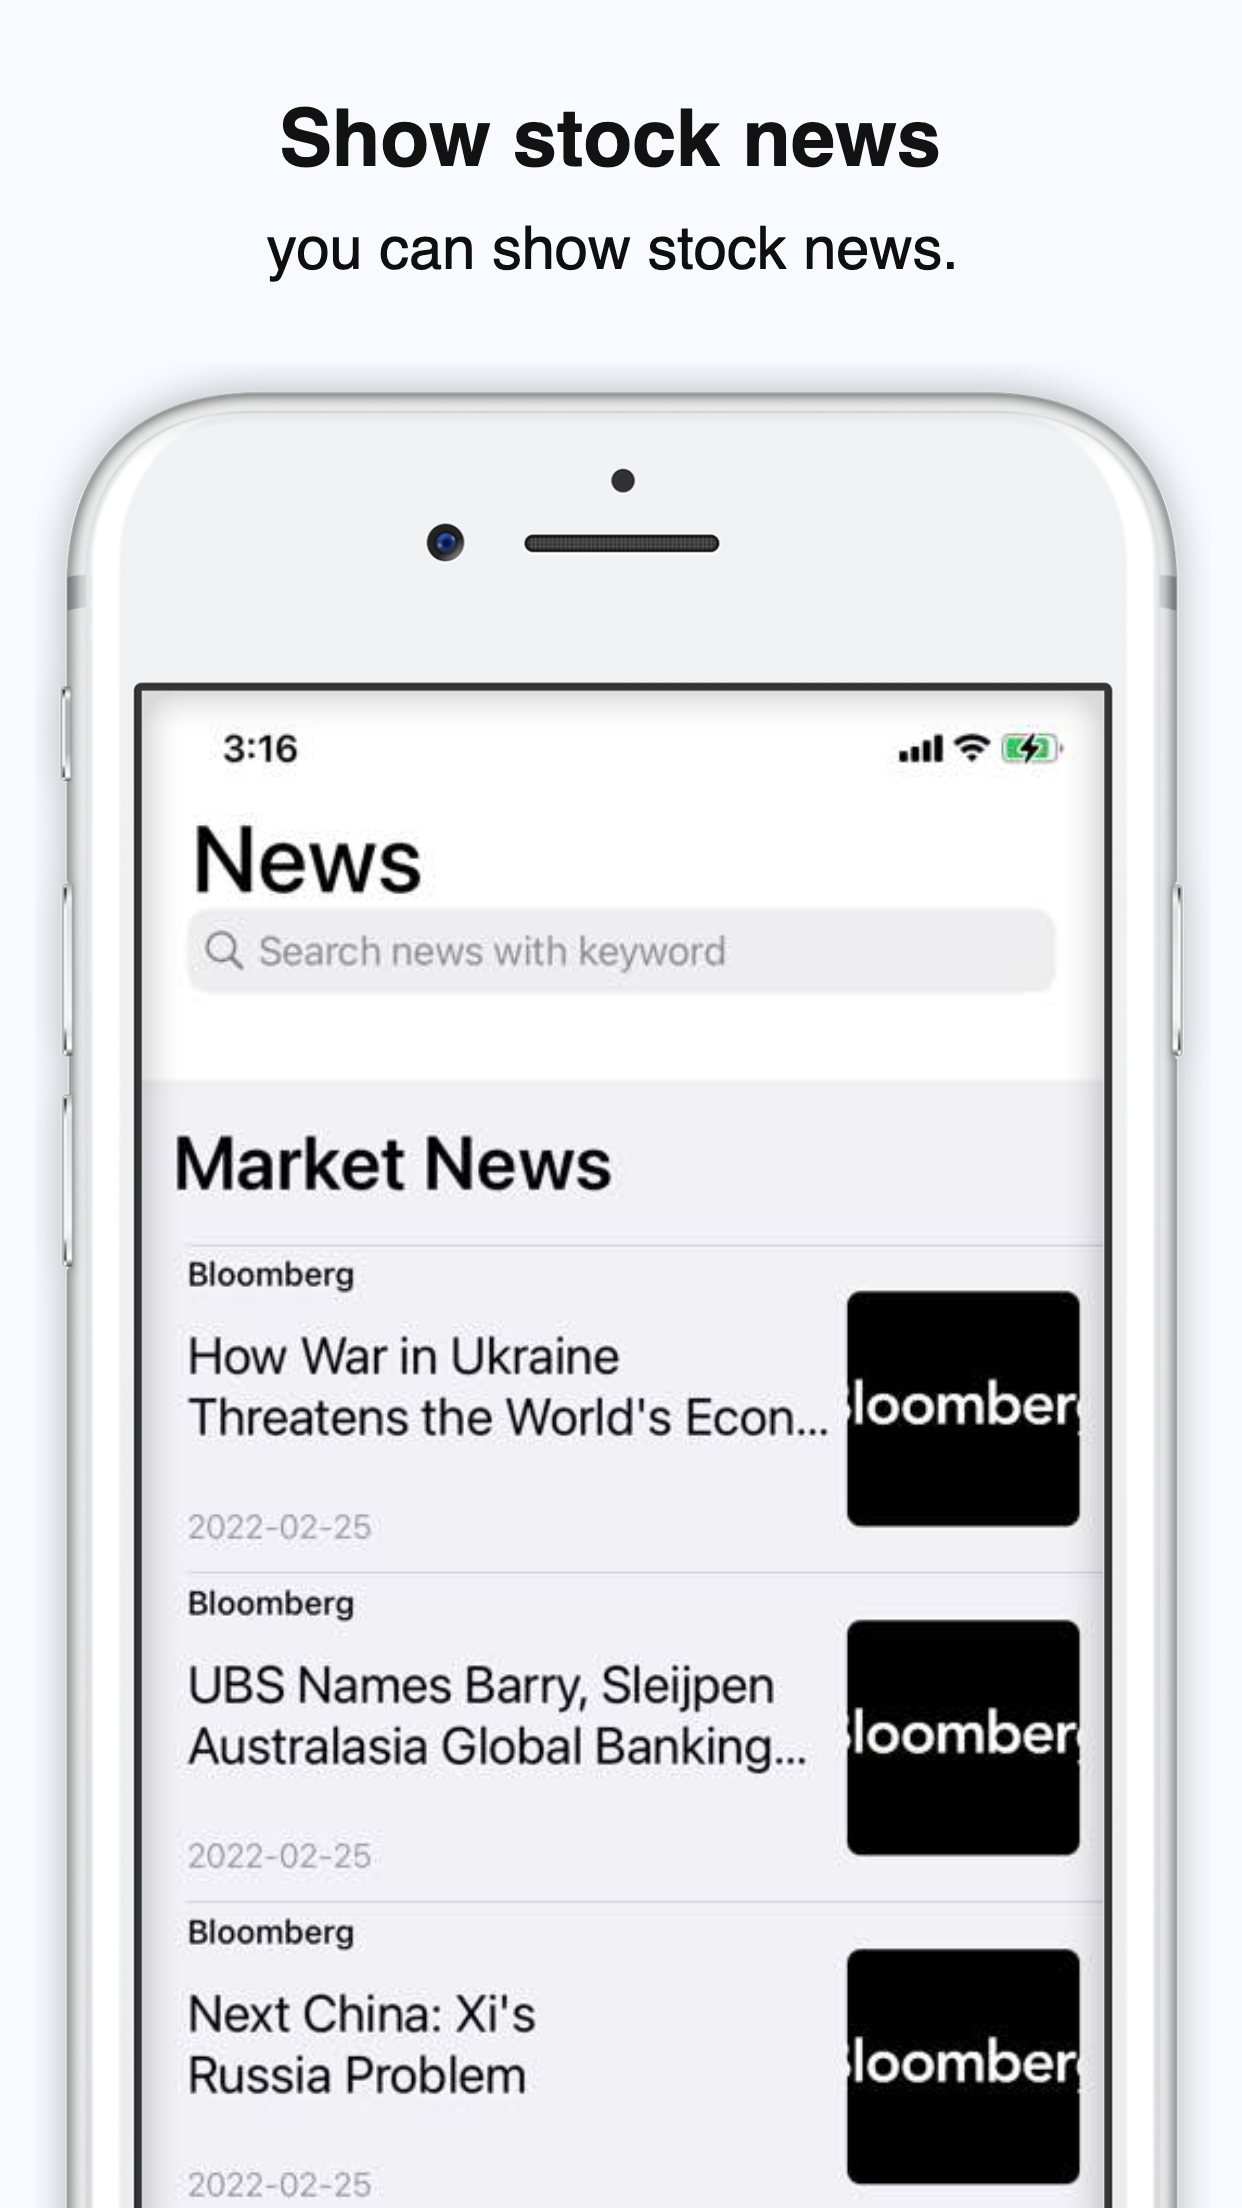 Show stock news
you can show stock news.
3:16
News
Search news with keyword
Market News
Bloomberg
How War in Ukraine
Threatens the World's Econ...
loomber
2022-02-25
Bloomberg
UBS Names Barry, Sleijpen
Australasia Global Banking...
loomber
2022-02-25
Bloomberg
Next China: Xi's
Russia Problem
loomber
2022-02-25